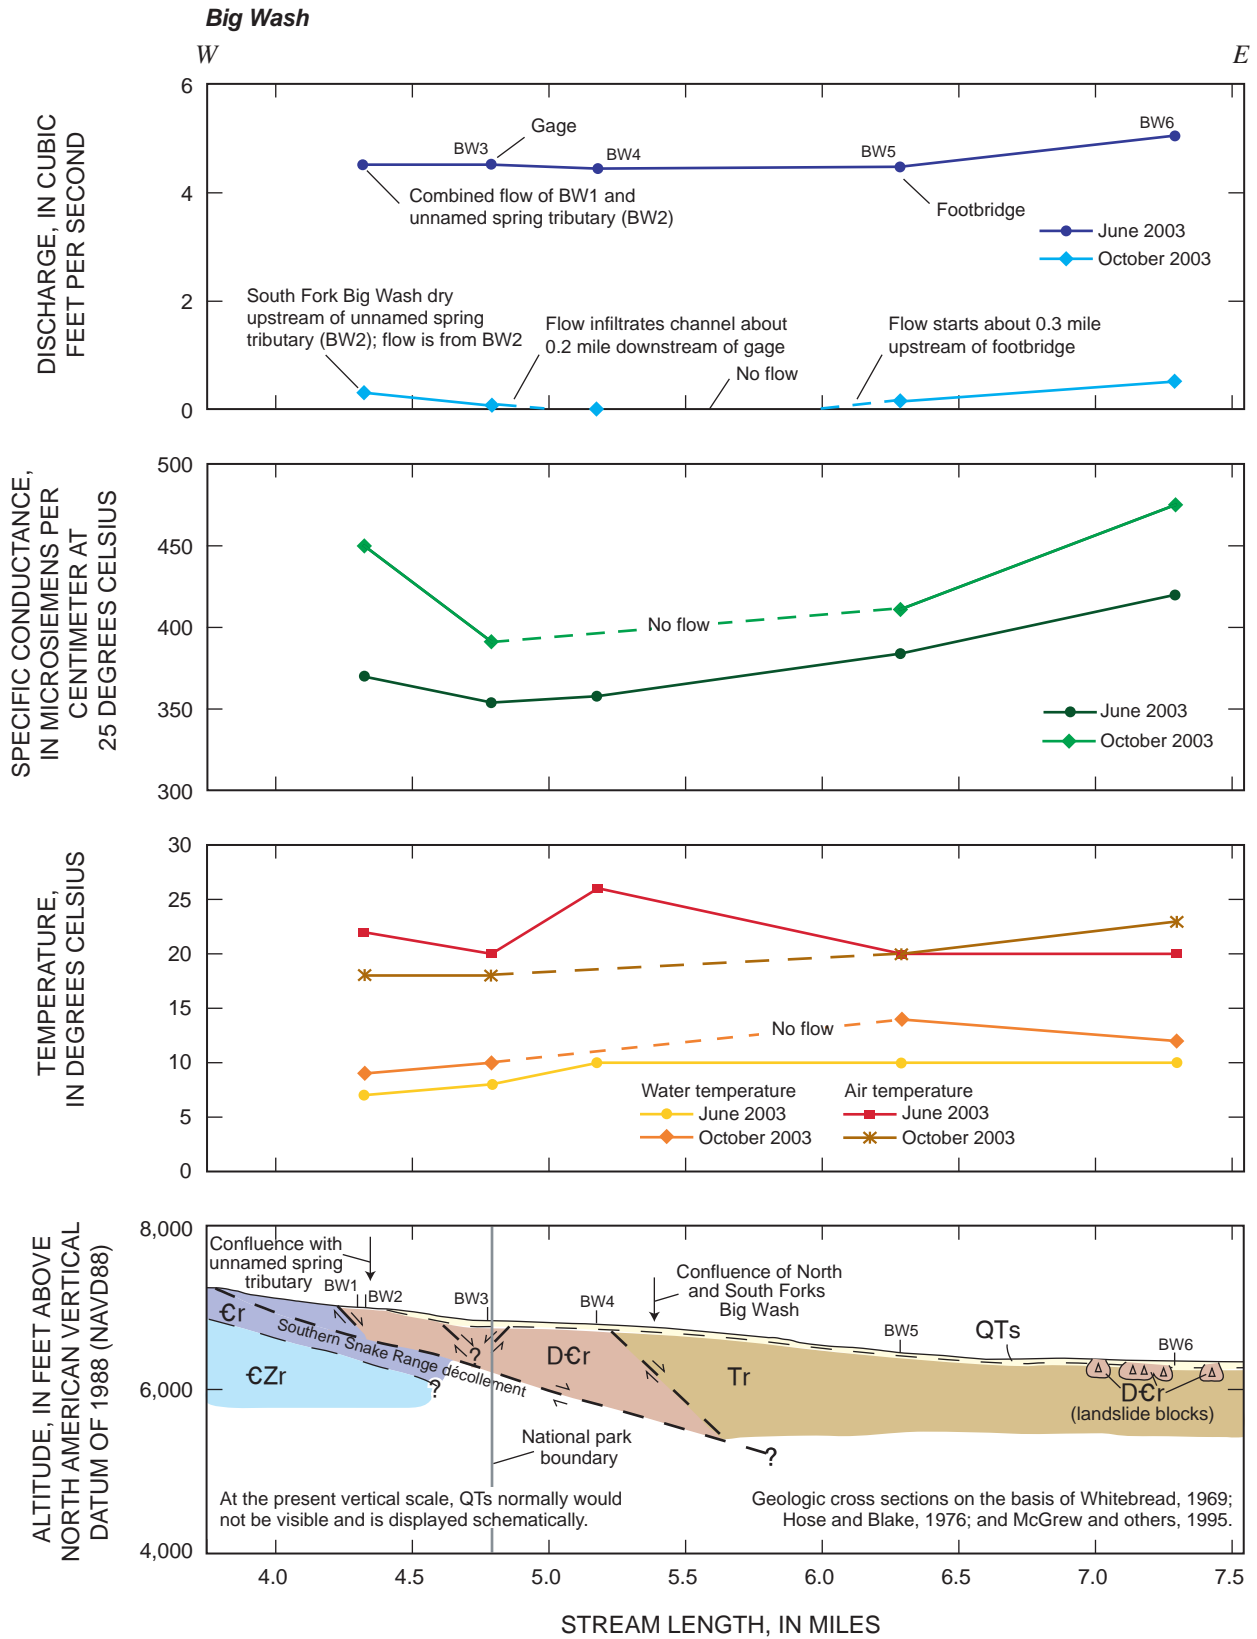 Big Wash
W
E
DISCHARGE, IN CUBIC
FEET PER SECOND
6
4
2
0
BW3
Gage
BW4
BW5
BW6
Combined flow of BW1 and
unnamed spring tributary (BW2)
Footbridge
June 2003
October 2003
South Fork Big Wash dry
upstream of unnamed spring
tributary (BW2); flow is from BW2
Flow infiltrates channel about
0.2 mile downstream of gage
No flow
Flow starts about 0.3 mile
upstream of footbridge
SPECIFIC CONDUCTANCE,
IN MICROSIEMENS PER
CENTIMETER AT
25 DEGREES CELSIUS
500
450
400
350
300
No flow
June 2003
October 2003
TEMPERATURE,
IN DEGREES CELSIUS
30
25
20
15
10
5
0
No flow
Water temperature
June 2003
October 2003
Air temperature
June 2003
October 2003
ALTITUDE, IN FEET ABOVE
NORTH AMERICAN VERTICAL
DATUM OF 1988 (NAVD88)
8,000
6,000
4,000
Confluence with
unnamed spring
tributary
BW1
BW2
BW3
BW4
Confluence of North
and South Forks
Big Wash
BW5
QTs
BW6
Єr
ЄZr
Southern Snake Range décollement
?
?
DЄr
Tr
DЄr
(landslide blocks)
?
National park
boundary
At the present vertical scale, QTs normally would
not be visible and is displayed schematically.
Geologic cross sections on the basis of Whitebread, 1969;
Hose and Blake, 1976; and McGrew and others, 1995.
4.0
4.5
5.0
5.5
6.0
6.5
7.0
7.5
STREAM LENGTH, IN MILES